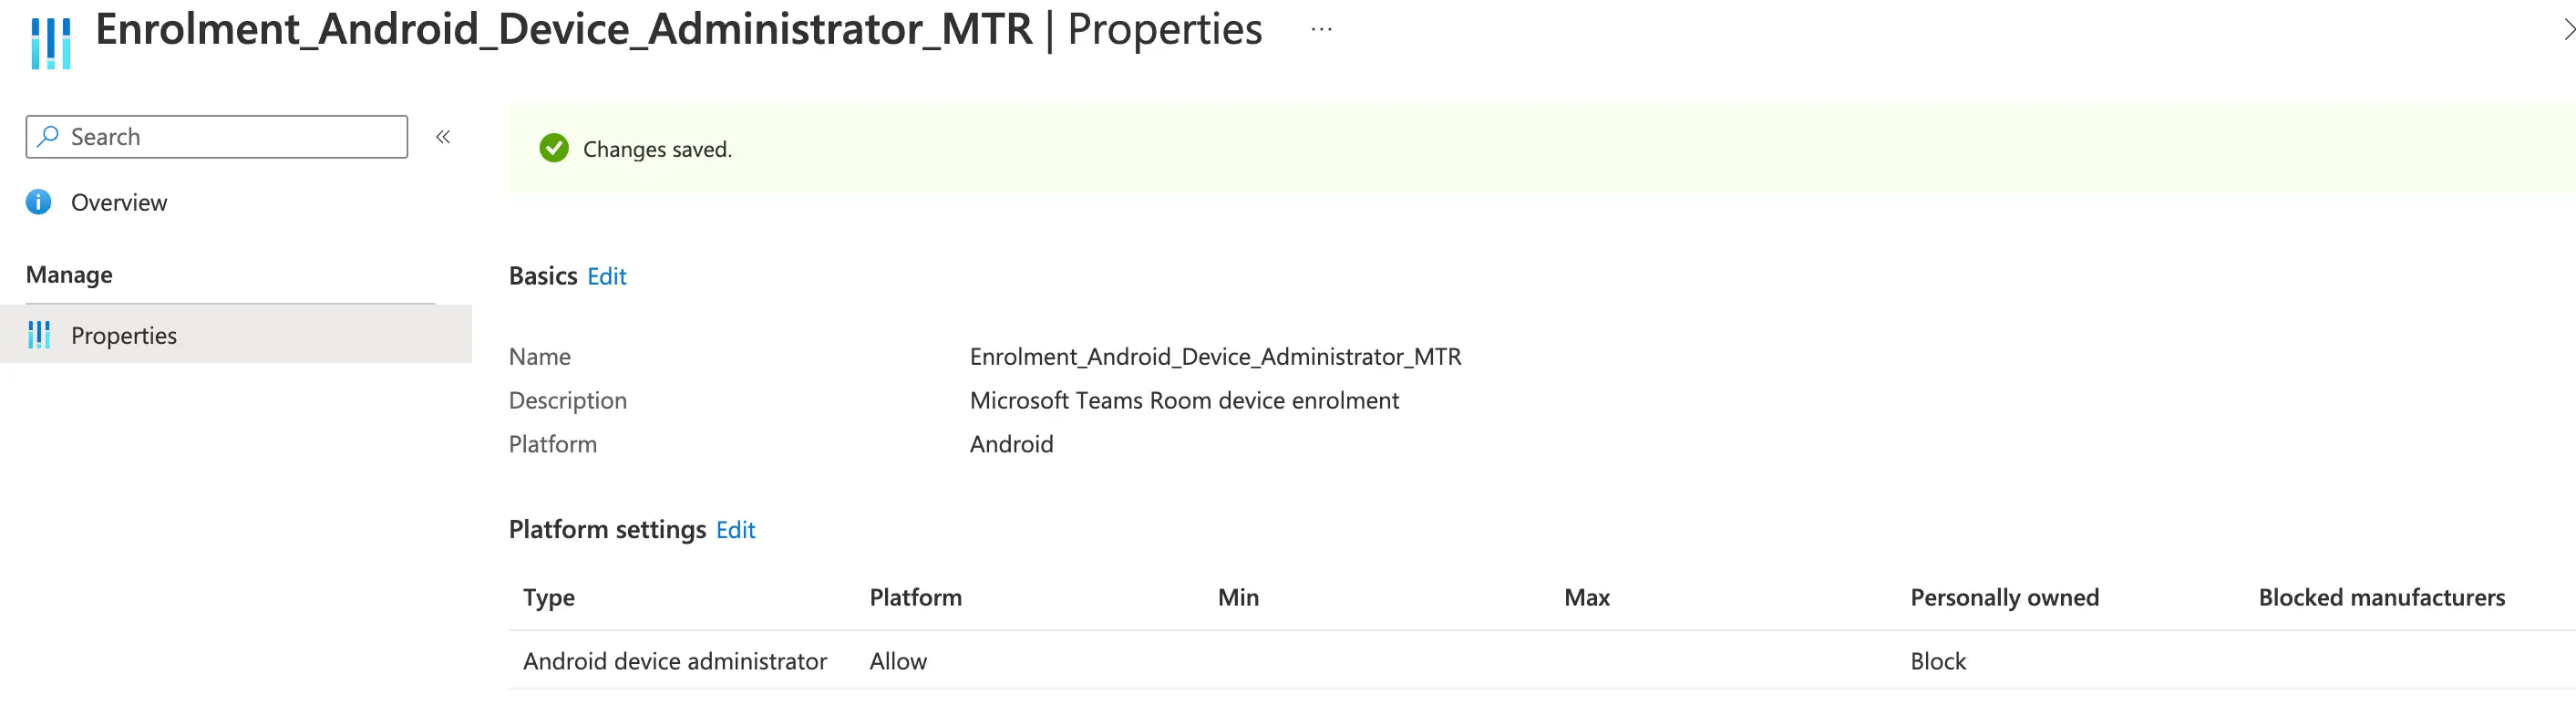 Enrolment_Android_Device_Administrator_MTR | Properties ...
Search
Overview
Manage
Properties
Changes saved.
Basics Edit
Name Enrolment_Android_Device_Administrator_MTR
Description Microsoft Teams Room device enrolment
Platform Android
Platform settings Edit
Type Platform Min Max Personally owned Blocked manufacturers
Android device administrator Allow Block